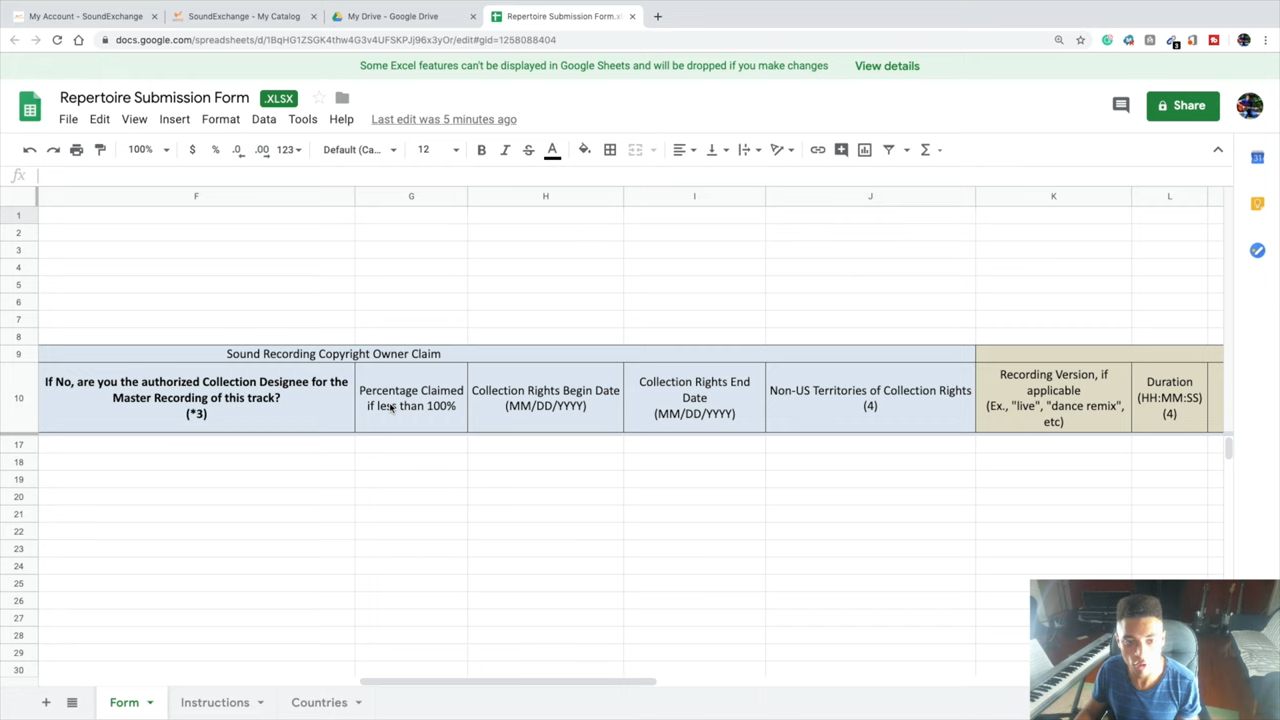 My Account - SoundExchange
SoundExchange - My Catalog
My Drive - Google Drive
Repertoire Submission Form.xl
docs.google.com/spreadsheets/d/1BqHG1ZSGK4thw4G3v4UFSKPJj96x3yOr/edit#gid=1258088404
3
Some Excel features can't be displayed in Google Sheets and will be dropped if you make changes View details
Repertoire Submission Form .XLSX
Share
File Edit View Insert Format Data Tools Help Last edit was 5 minutes ago
100% $ % .0 .00 123 Default (Ca... 12 B I S A Σ
fx
31
F G H I J K L
1
2
3
4
5
6
7
8
9 Sound Recording Copyright Owner Claim
10
If No, are you the authorized Collection Designee for the
Master Recording of this track?
(*3)
Percentage Claimed
if less than 100%
Collection Rights Begin Date
(MM/DD/YYYY)
Collection Rights End
Date
(MM/DD/YYYY)
Non-US Territories of Collection Rights
(4)
Recording Version, if
applicable
(Ex., "live", "dance remix",
etc)
Duration
(HH:MM:SS)
(4)
17
18
19
20
21
22
23
24
25
26
27
28
29
30
Form Instructions Countries